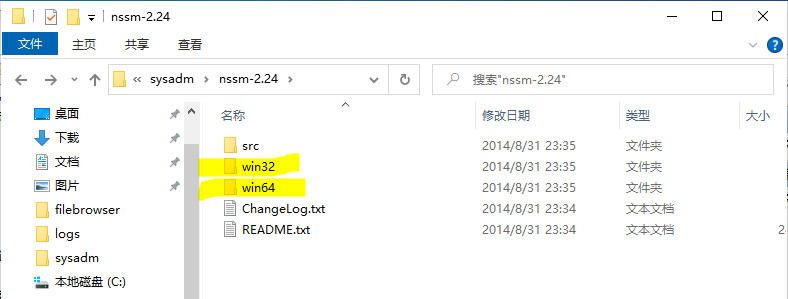 nssm-2.24
文件 主页 共享 查看
« sysadm › nssm-2.24 › 搜索"nssm-2.24"
名称 修改日期 类型 大小
桌面
下载
文档
图片
filebrowser
logs
sysadm
本地磁盘 (C:)
src 2014/8/31 23:35 文件夹
win32 2014/8/31 23:35 文件夹
win64 2014/8/31 23:35 文件夹
ChangeLog.txt 2014/8/31 23:34 文本文档
README.txt 2014/8/31 23:34 文本文档 2